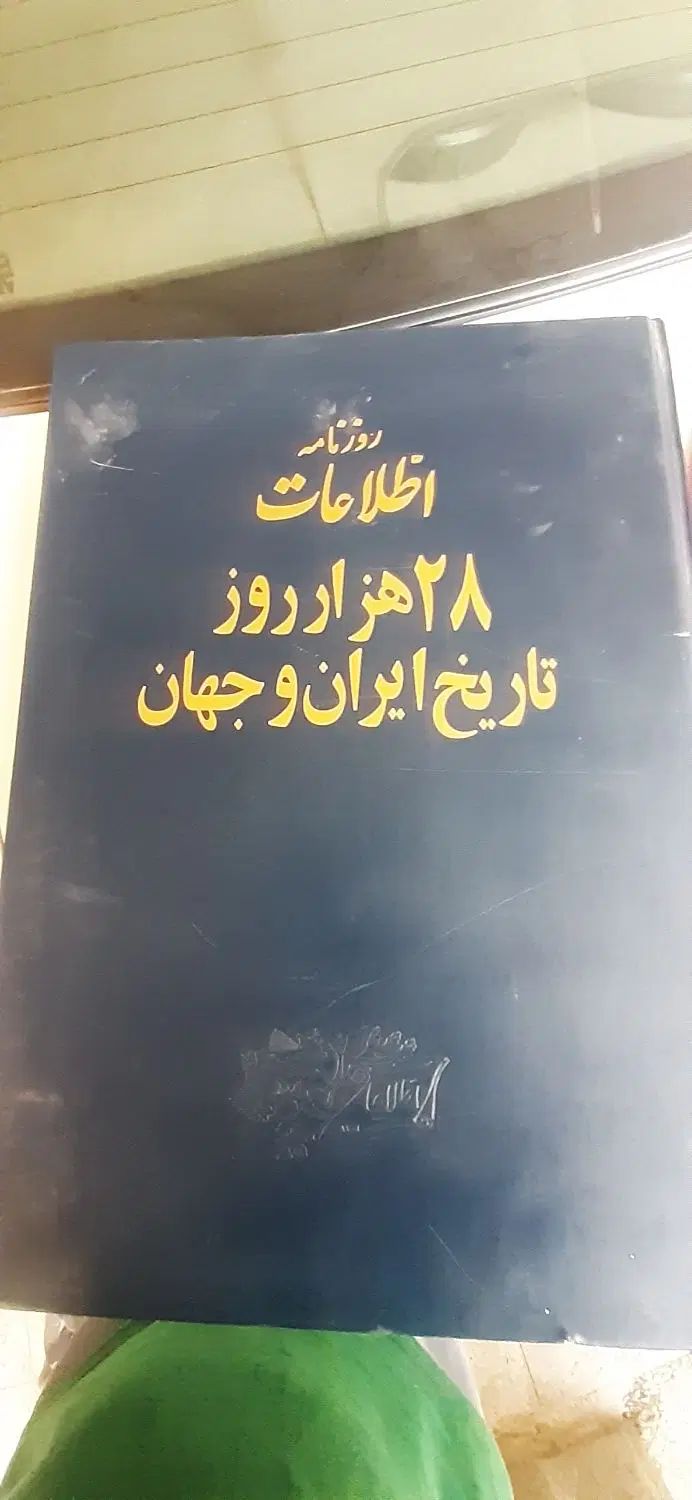 روزنامه
اطلاعات
۲۸ هزار روز
تاریخ ایران و جهان